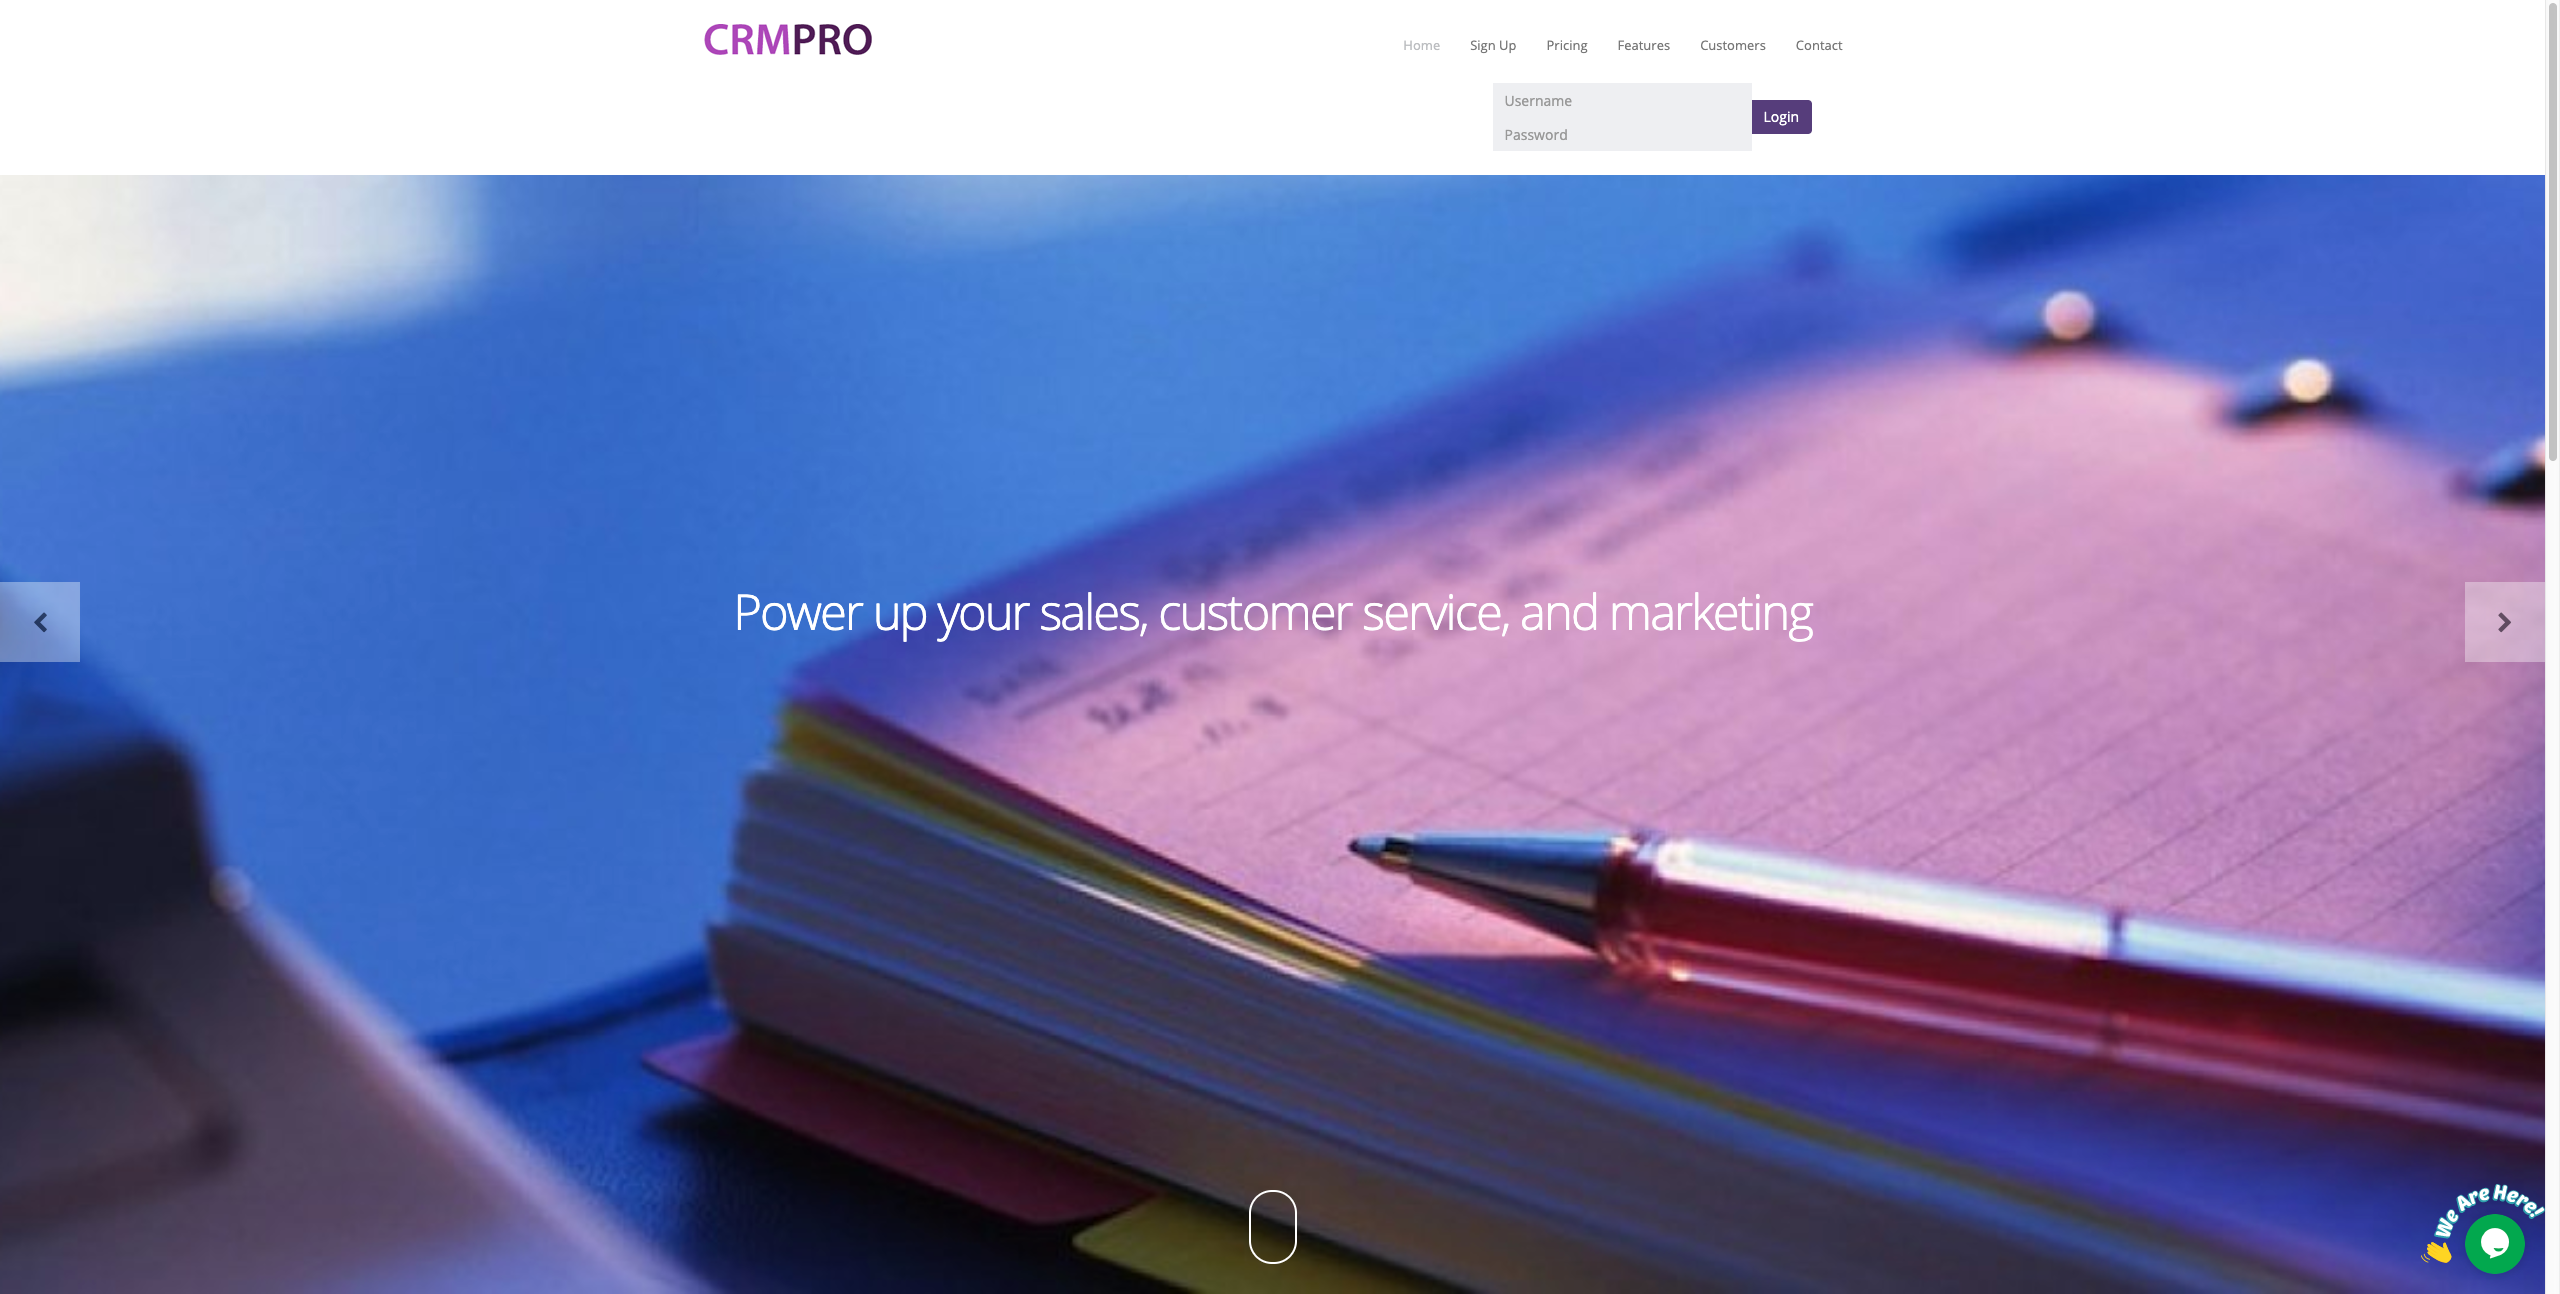 CRMPRO
Home Sign Up Pricing Features Customers Contact
Username
Password
Login
Power up your sales, customer service, and marketing
We Are Here!